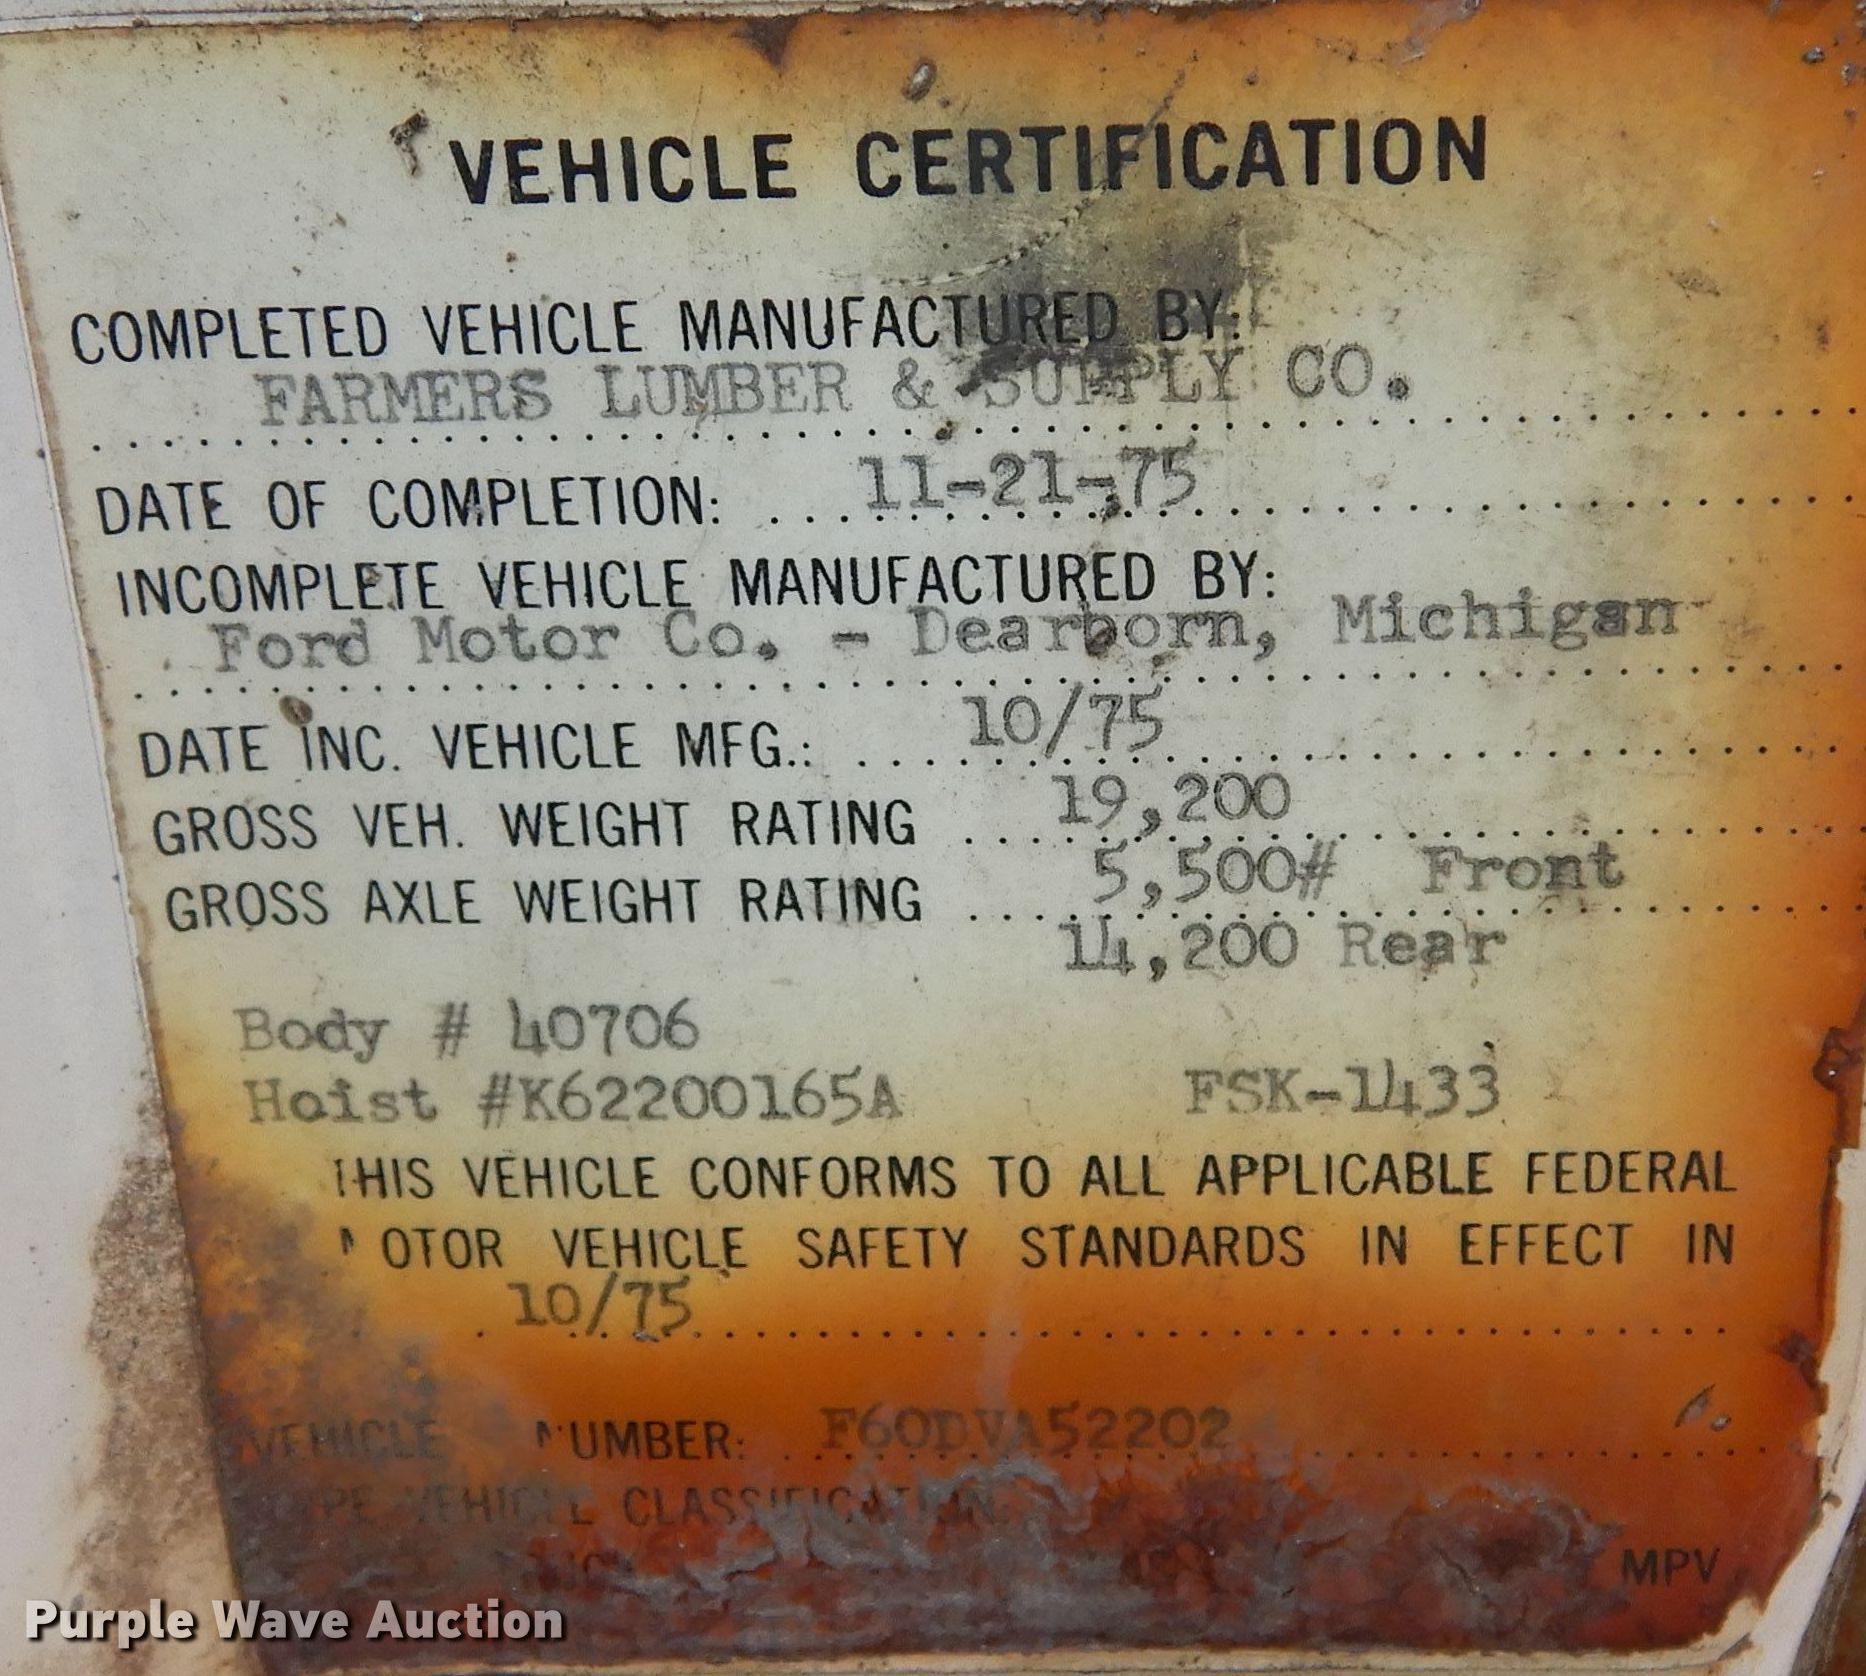 VEHICLE CERTIFICATION
COMPLETED VEHICLE MANUFACTURED BY:
FARMERS LUMBER & SUPPLY CO.
DATE OF COMPLETION: 11-21-75
INCOMPLETE VEHICLE MANUFACTURED BY:
Ford Motor Co. - Dearborn, Michigan
DATE INC. VEHICLE MFG.: 10/75
GROSS VEH. WEIGHT RATING 19,200
GROSS AXLE WEIGHT RATING 5,500# Front
14,200 Rear
Body # 40706
Hoist #K62200165A FSK-1433
THIS VEHICLE CONFORMS TO ALL APPLICABLE FEDERAL
MOTOR VEHICLE SAFETY STANDARDS IN EFFECT IN
10/75
VEHICLE NUMBER: F60DVA52202
VEHICLE CLASSIFICATION:
MPV
Purple Wave Auction